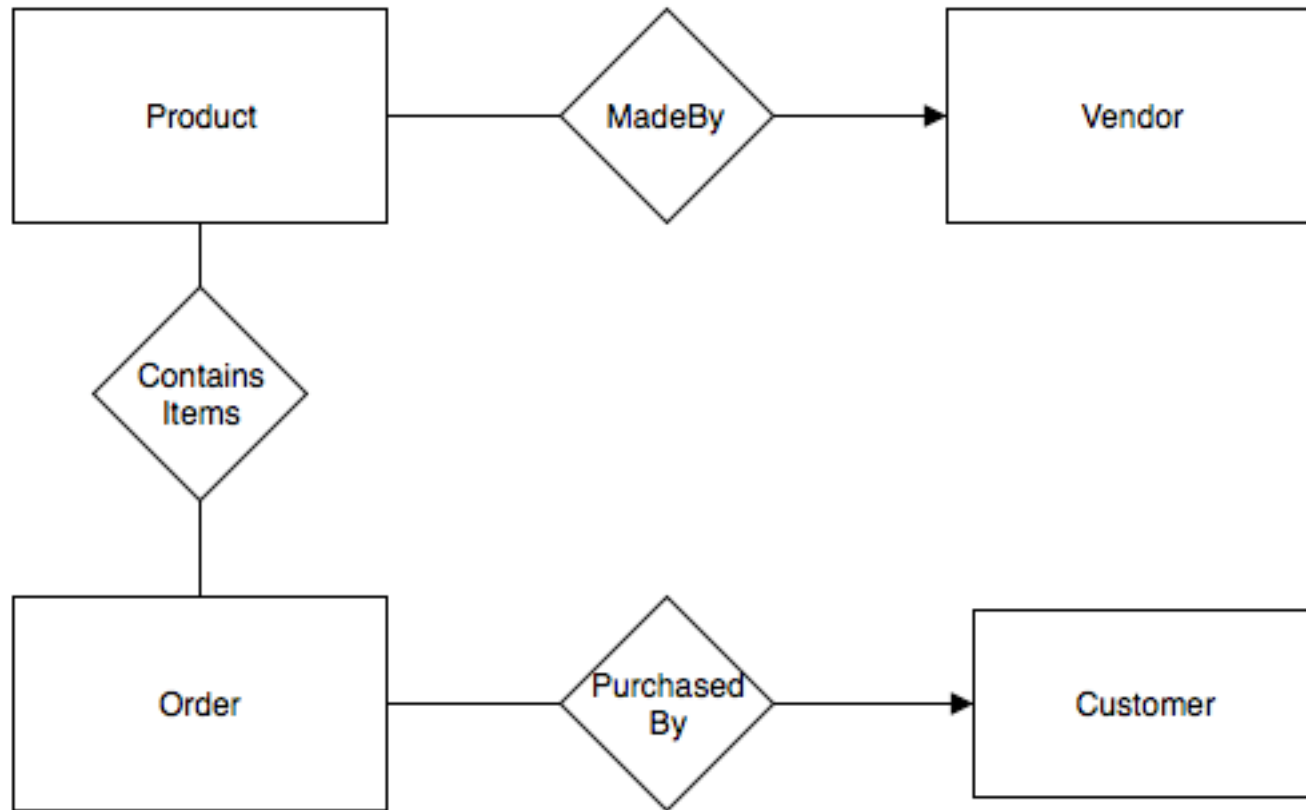 Product
MadeBy
Vendor
Contains
Items
Order
Purchased
By
Customer